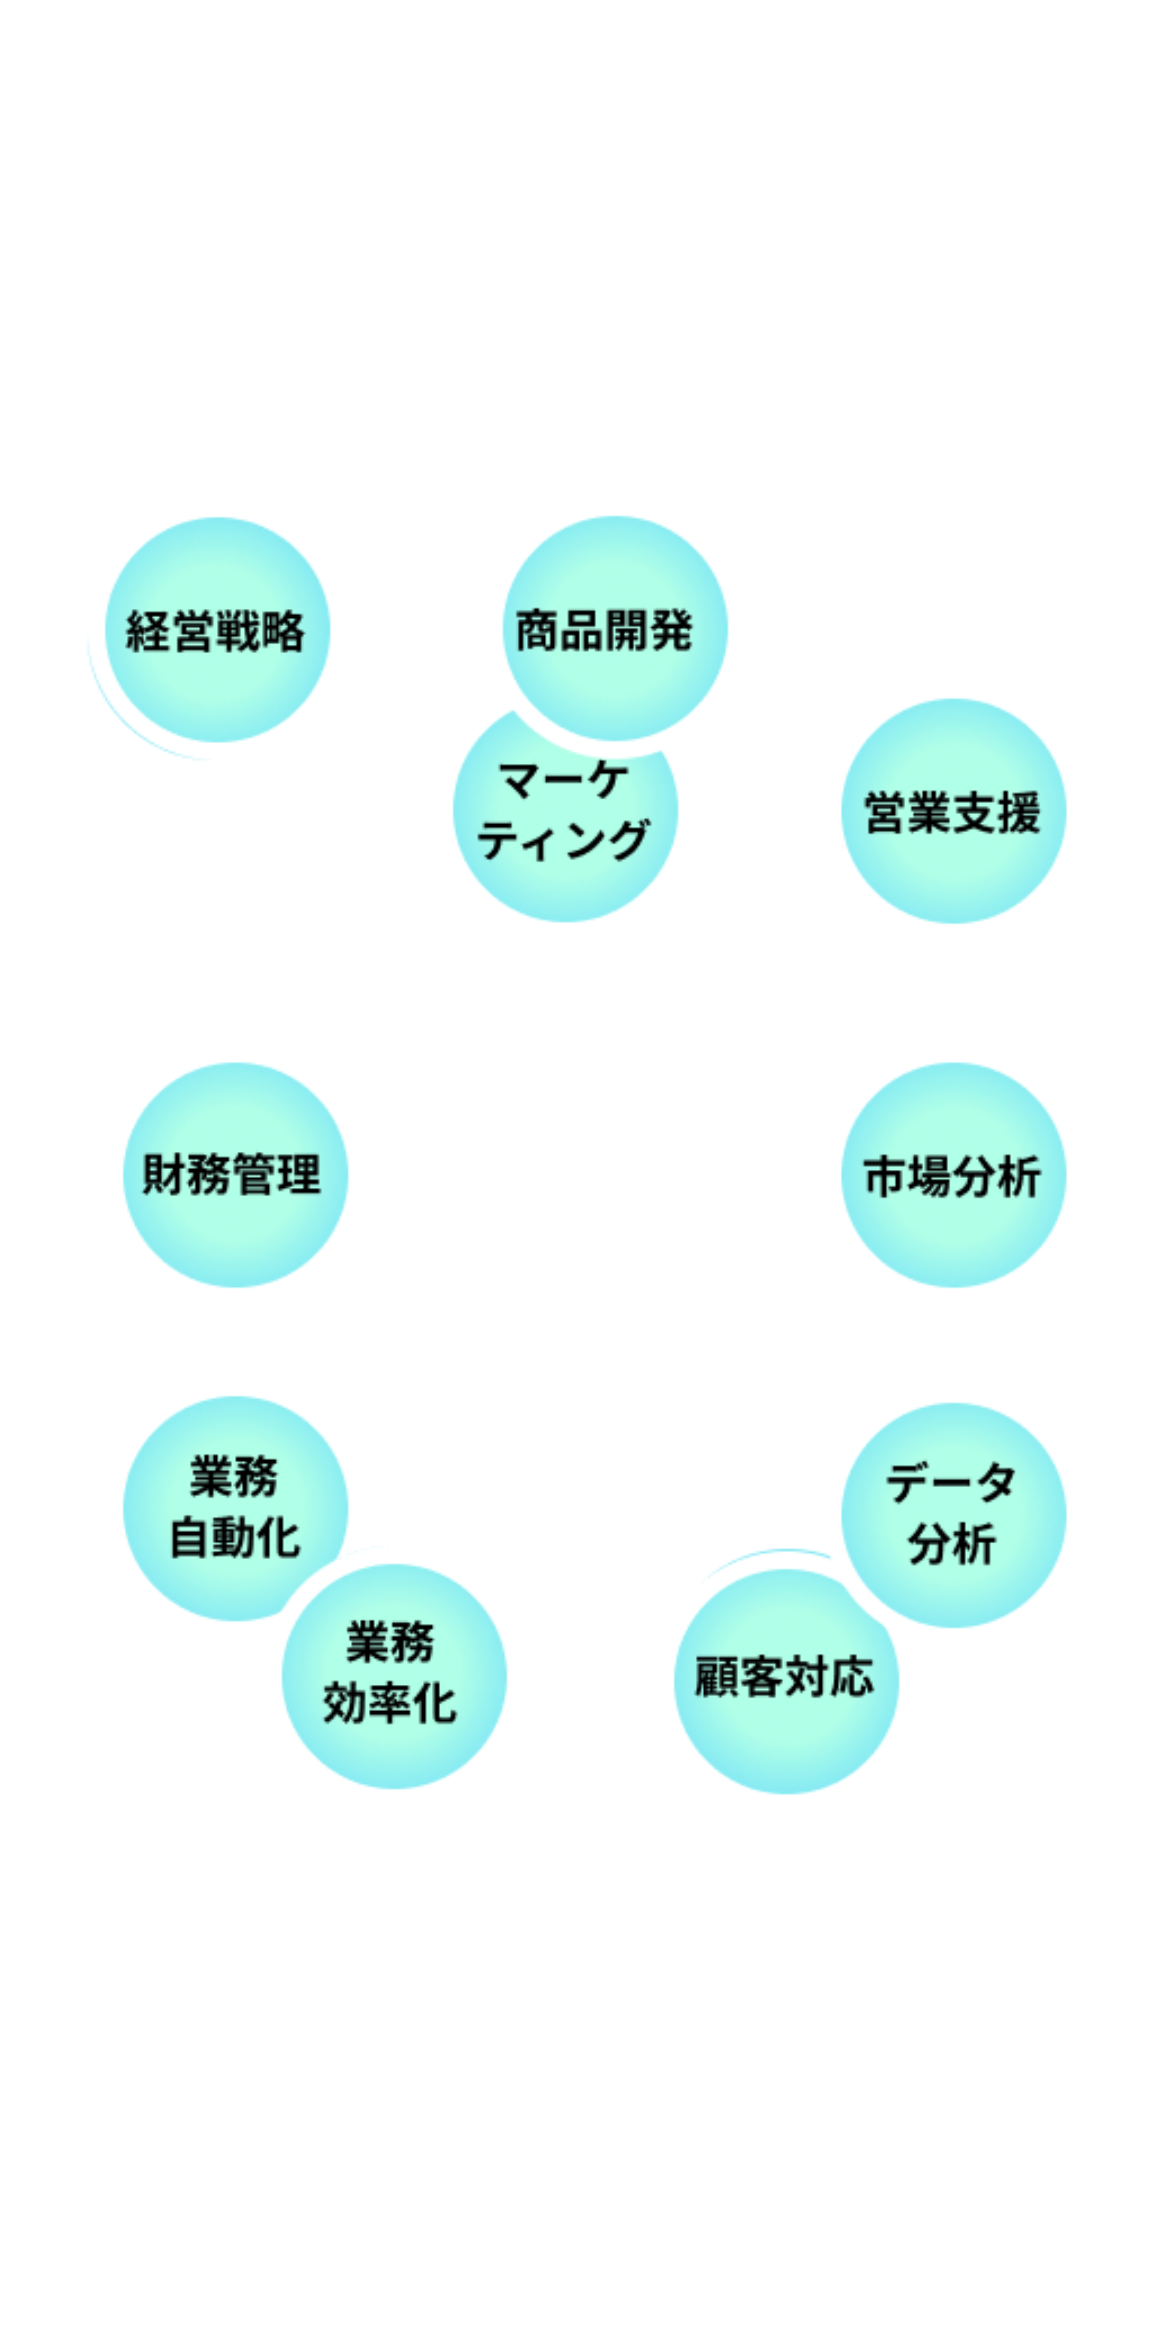 経営戦略
商品開発
マーケ
ティング
営業支援
財務管理
市場分析
業務
自動化
データ
分析
業務
効率化
顧客対応